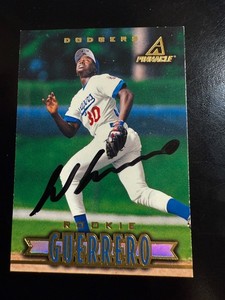 DODGERS
A
PINNACLE
30
ROOKIE
GUERRERO